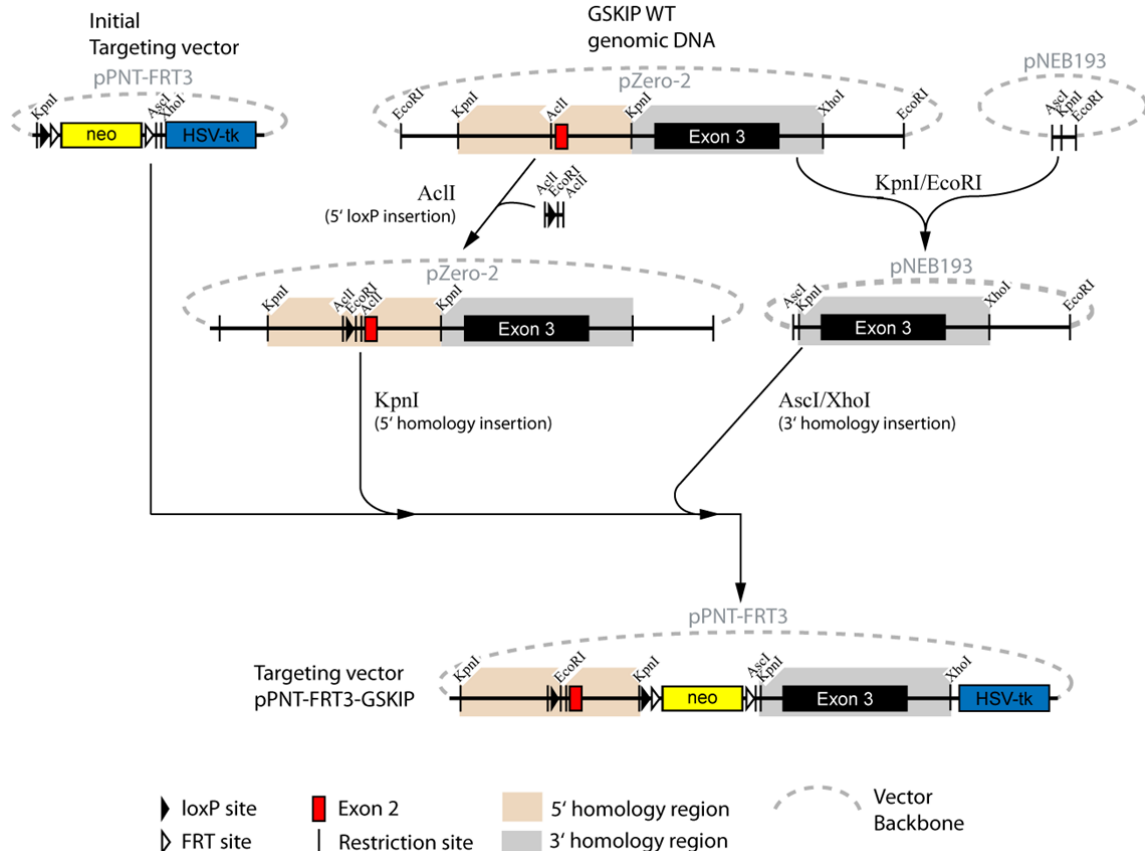 Initial
Targeting vector
pPNT-FRT3
KpnI
AscI
XhoI
neo
HSV-tk
GSKIP WT
genomic DNA
pZero-2
EcoRI
KpnI
AclI
KpnI
XhoI
EcoRI
Exon 3
pNEB193
AscI
KpnI
EcoRI
AclI
(5' loxP insertion)
AclI
EcoRI
AclI
KpnI/EcoRI
pZero-2
KpnI
AclI
EcoRI
AclI
KpnI
Exon 3
pNEB193
AscI
KpnI
XhoI
EcoRI
Exon 3
KpnI
(5' homology insertion)
AscI/XhoI
(3' homology insertion)
pPNT-FRT3
Targeting vector
pPNT-FRT3-GSKIP
KpnI
EcoRI
KpnI
AscI
KpnI
XhoI
neo
Exon 3
HSV-tk
loxP site
Exon 2
5' homology region
Vector
Backbone
FRT site
Restriction site
3' homology region